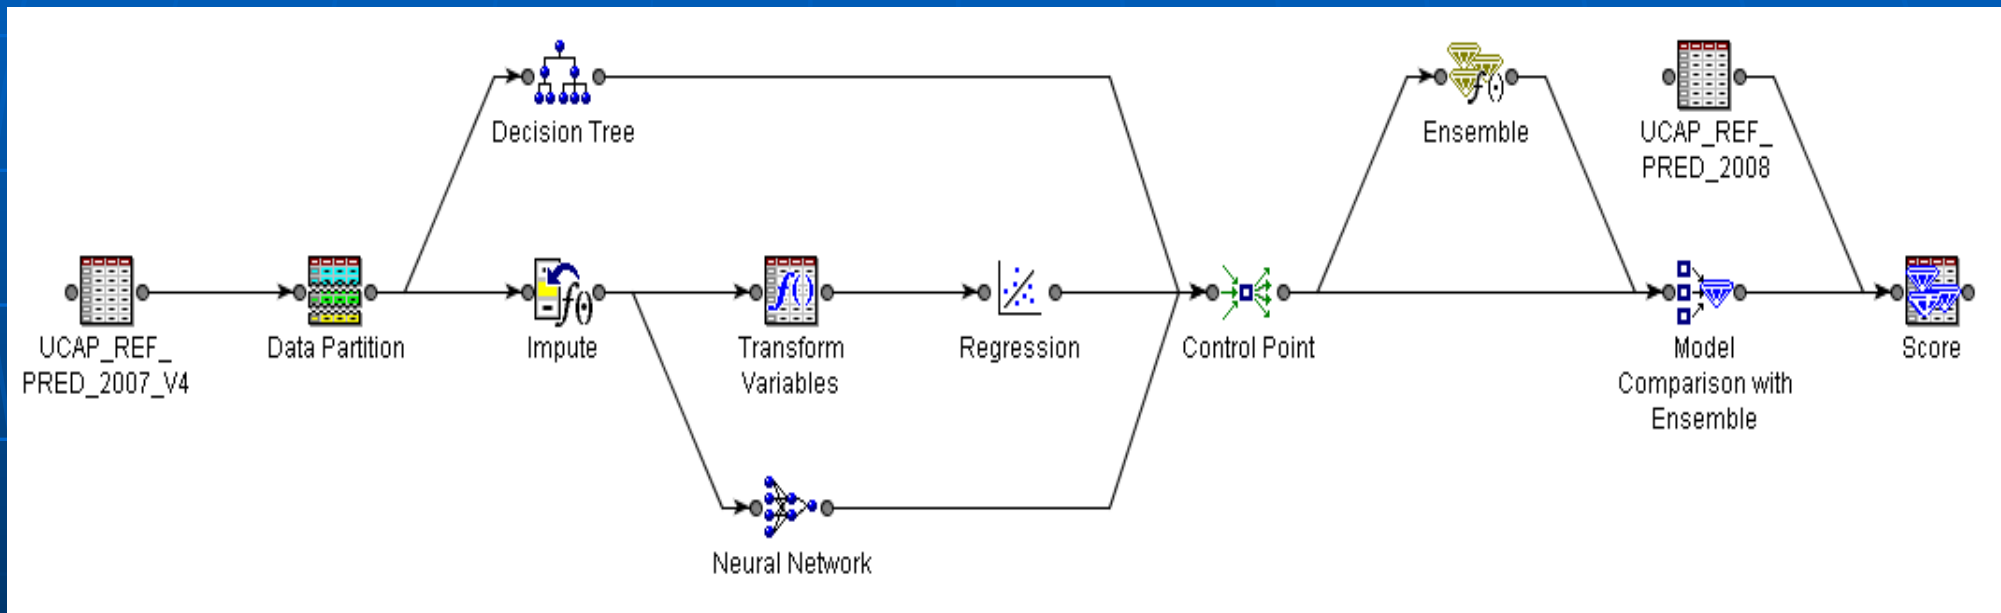 Decision Tree
Ensemble
UCAP_REF_
PRED_2008
UCAP_REF_
PRED_2007_V4
Data Partition
Impute
Transform
Variables
Regression
Control Point
Model
Comparison with
Ensemble
Score
Neural Network